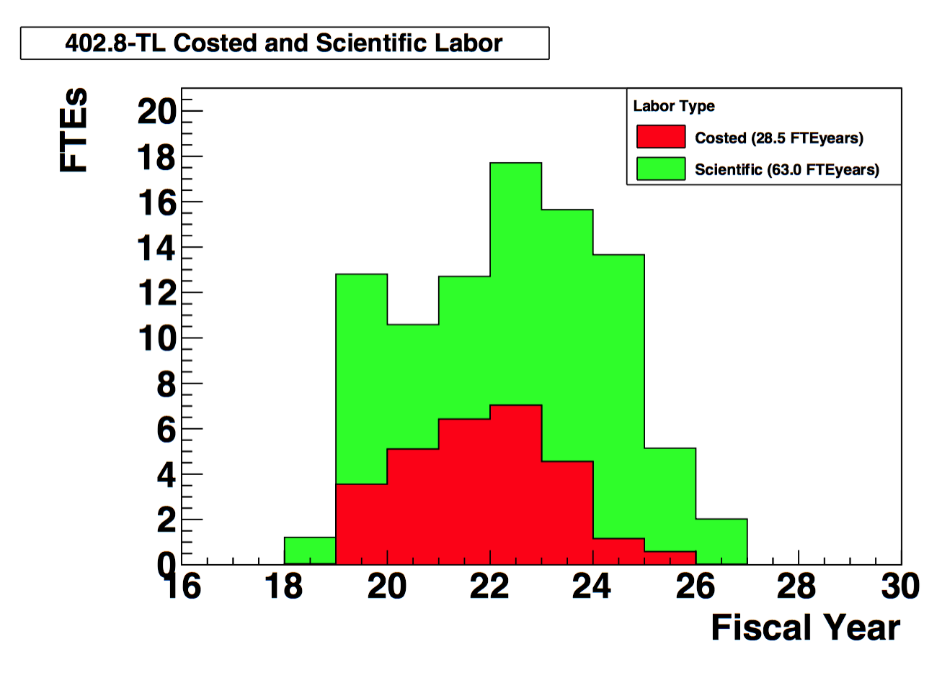 402.8-TL Costed and Scientific Labor
FTEs
20
18
16
14
12
10
8
6
4
2
0
Labor Type
Costed (28.5 FTEyears)
Scientific (63.0 FTEyears)
16 18 20 22 24 26 28 30
Fiscal Year